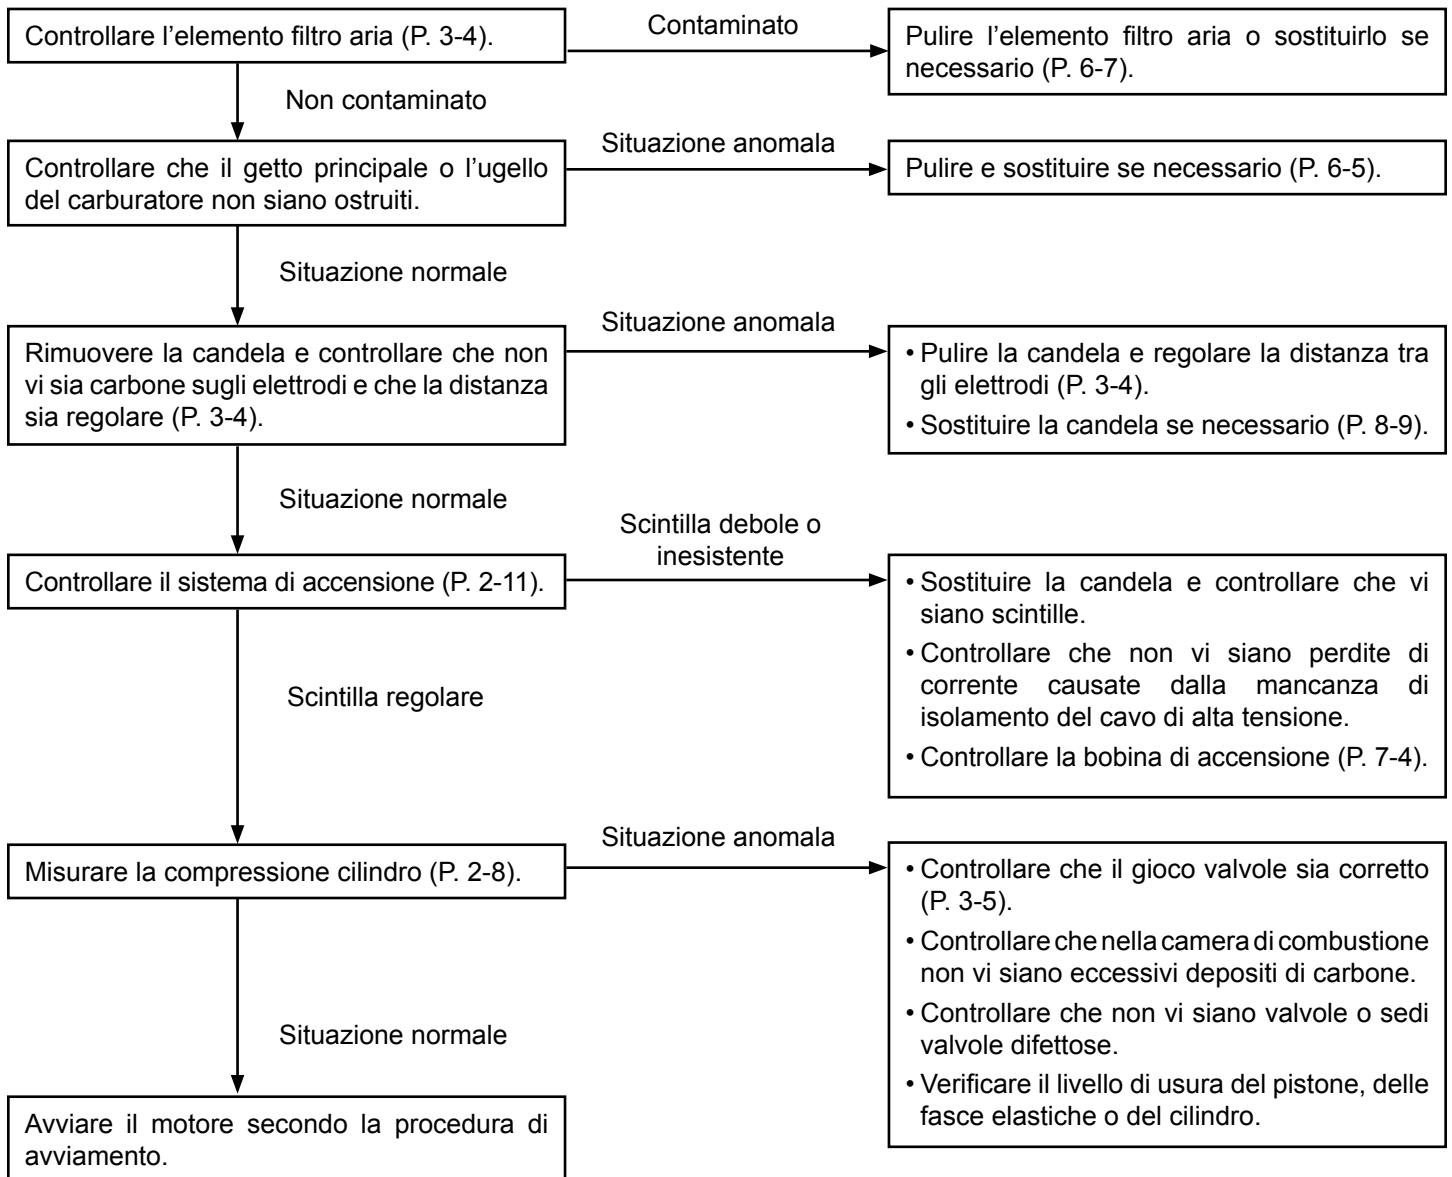 Controllare l’elemento filtro aria (P. 3-4).
Contaminato
Pulire l’elemento filtro aria o sostituirlo se
necessario (P. 6-7).
Non contaminato
Controllare che il getto principale o l’ugello
del carburatore non siano ostruiti.
Situazione anomala
Pulire e sostituire se necessario (P. 6-5).
Situazione normale
Rimuovere la candela e controllare che non
vi sia carbone sugli elettrodi e che la distanza
sia regolare (P. 3-4).
Situazione anomala
• Pulire la candela e regolare la distanza tra
gli elettrodi (P. 3-4).
• Sostituire la candela se necessario (P. 8-9).
Situazione normale
Controllare il sistema di accensione (P. 2-11).
Scintilla debole o
inesistente
• Sostituire la candela e controllare che vi
siano scintille.
• Controllare che non vi siano perdite di
corrente causate dalla mancanza di
isolamento del cavo di alta tensione.
• Controllare la bobina di accensione (P. 7-4).
Scintilla regolare
Misurare la compressione cilindro (P. 2-8).
Situazione anomala
• Controllare che il gioco valvole sia corretto
(P. 3-5).
• Controllare che nella camera di combustione
non vi siano eccessivi depositi di carbone.
• Controllare che non vi siano valvole o sedi
valvole difettose.
• Verificare il livello di usura del pistone, delle
fasce elastiche o del cilindro.
Situazione normale
Avviare il motore secondo la procedura di
avviamento.